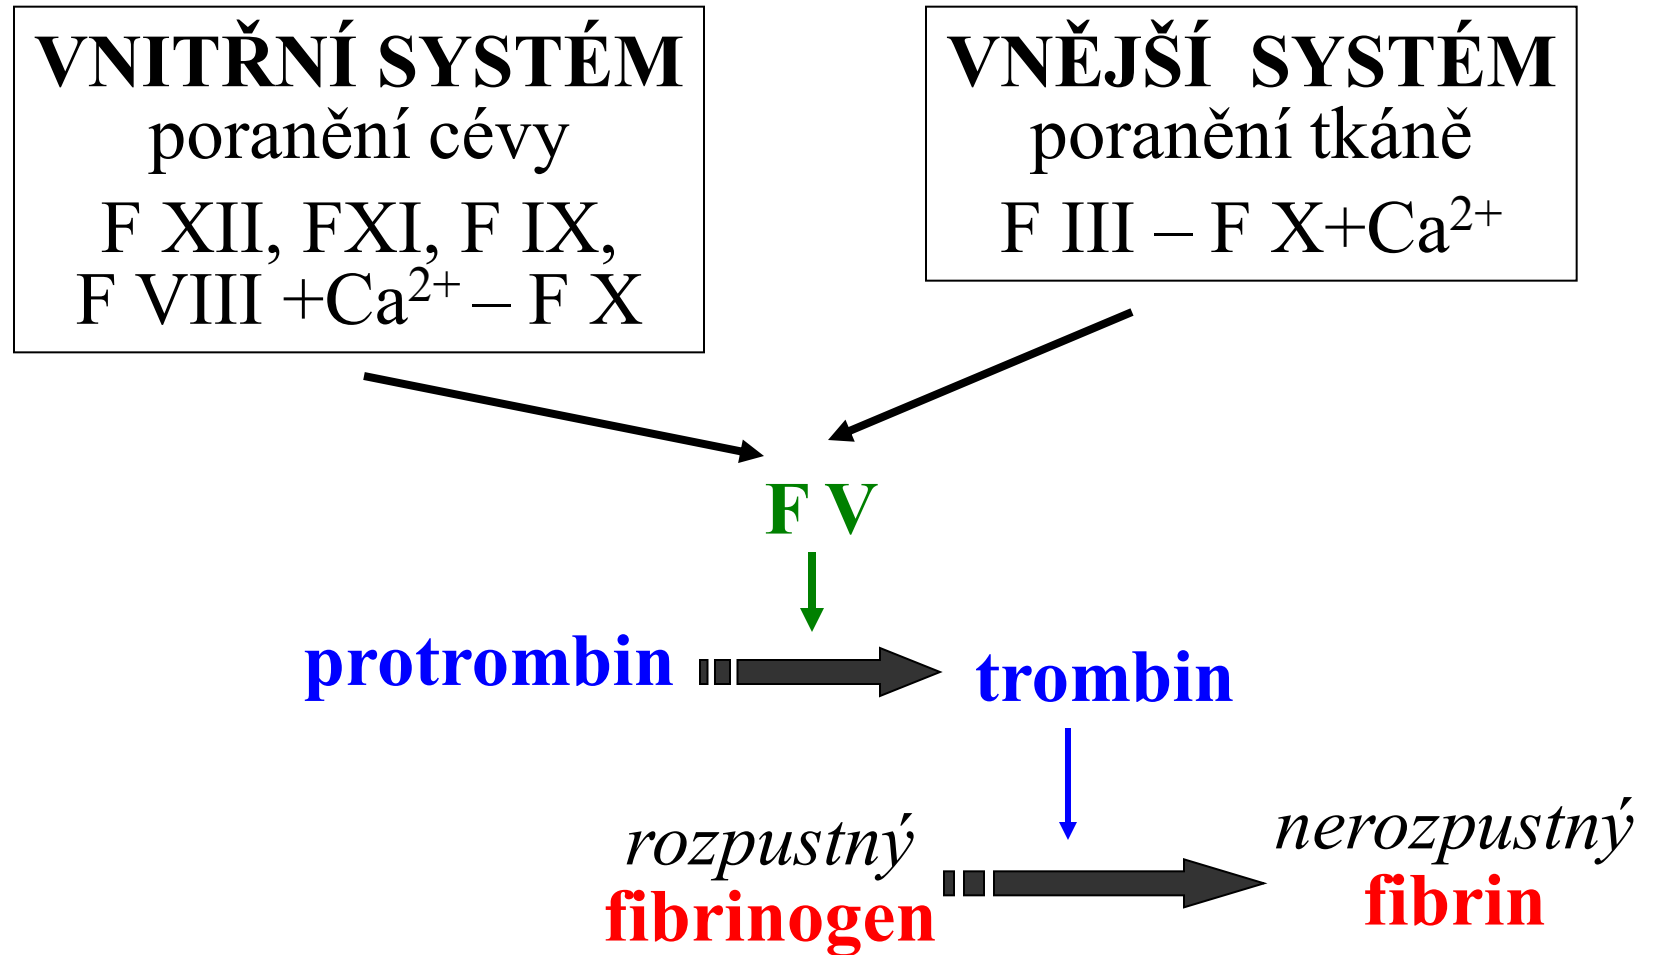 VNITŘNÍ SYSTÉM
poranění cévy
F XII, FXI, F IX,
F VIII +Ca²⁺ – F X
VNĚJŠÍ SYSTÉM
poranění tkáně
F III – F X+Ca²⁺
F V
protrombin
trombin
rozpustný
fibrinogen
nerozpustný
fibrin